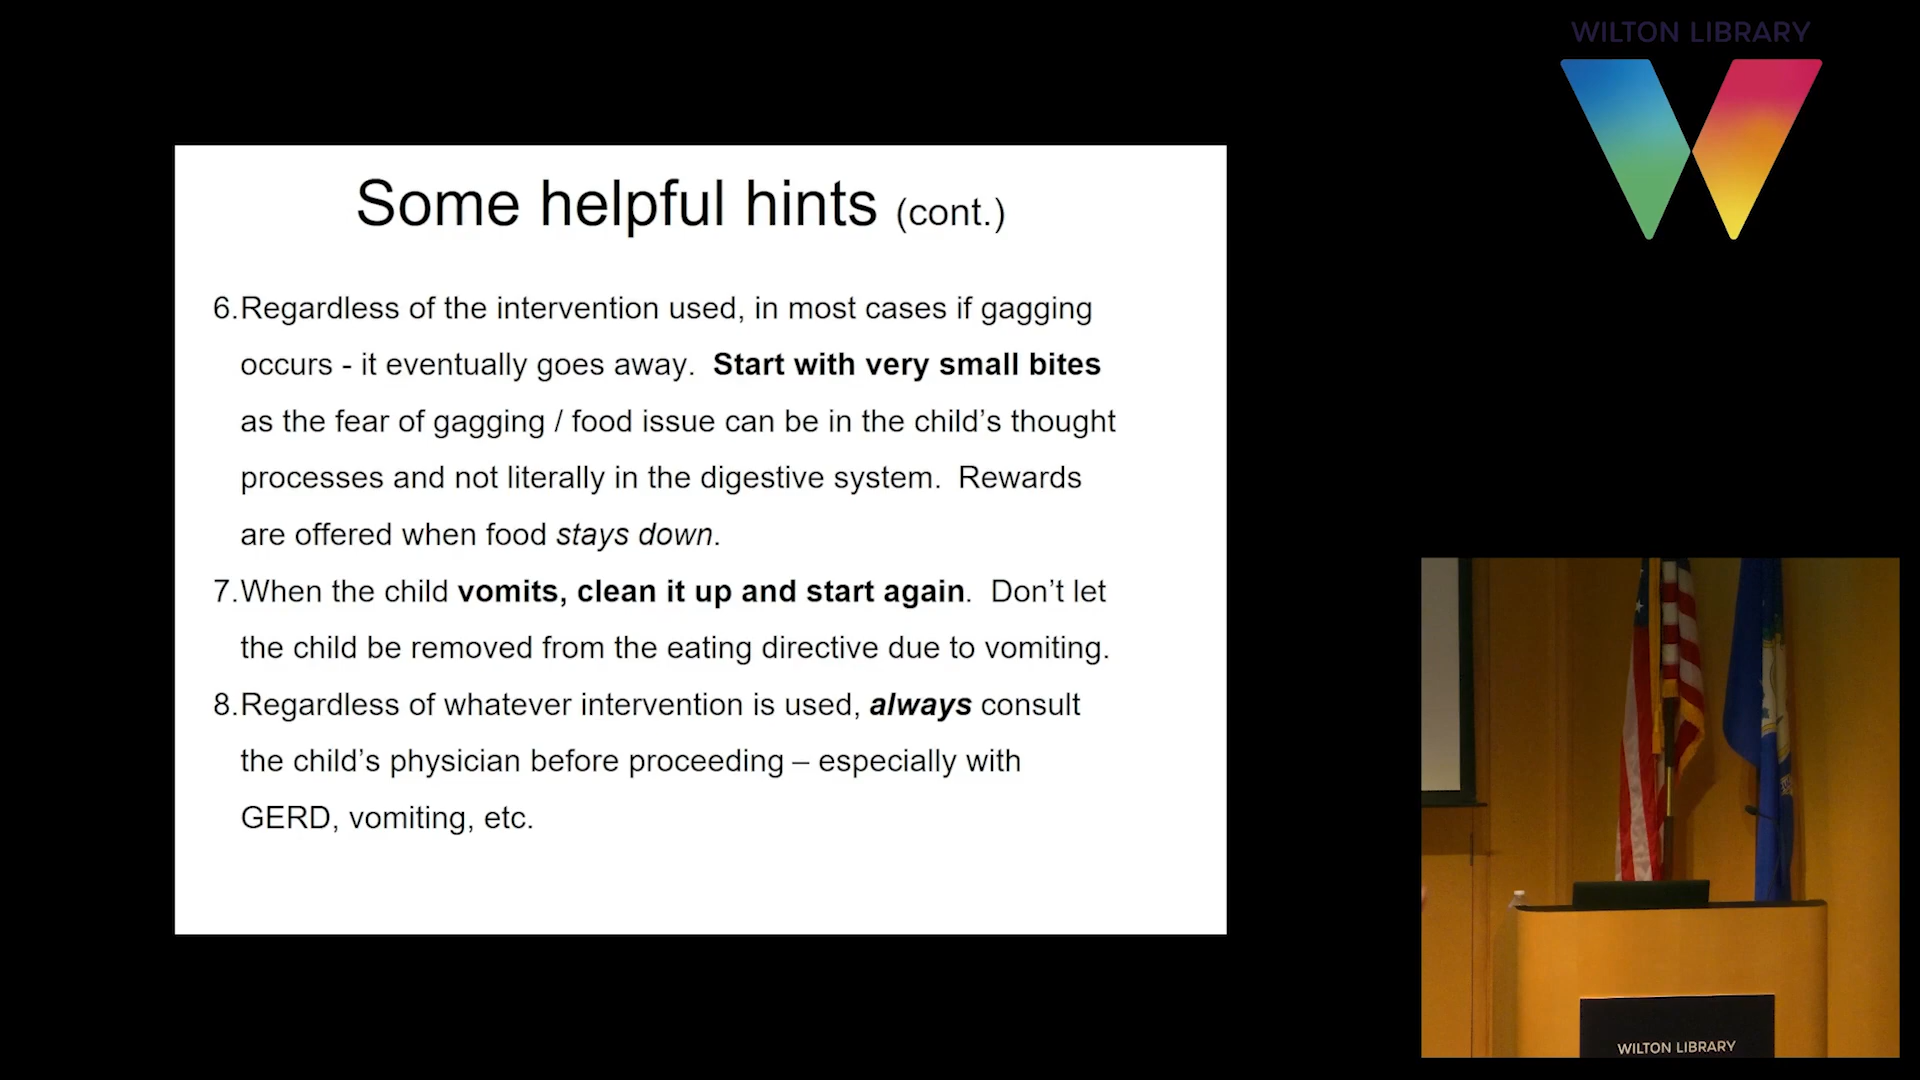 WILTON LIBRARY
Some helpful hints (cont.)
6.Regardless of the intervention used, in most cases if gagging
occurs - it eventually goes away.  Start with very small bites
as the fear of gagging / food issue can be in the child’s thought
processes and not literally in the digestive system.  Rewards
are offered when food stays down.
7.When the child vomits, clean it up and start again.  Don’t let
the child be removed from the eating directive due to vomiting.
8.Regardless of whatever intervention is used, always consult
the child’s physician before proceeding – especially with
GERD, vomiting, etc.
WILTON LIBRARY